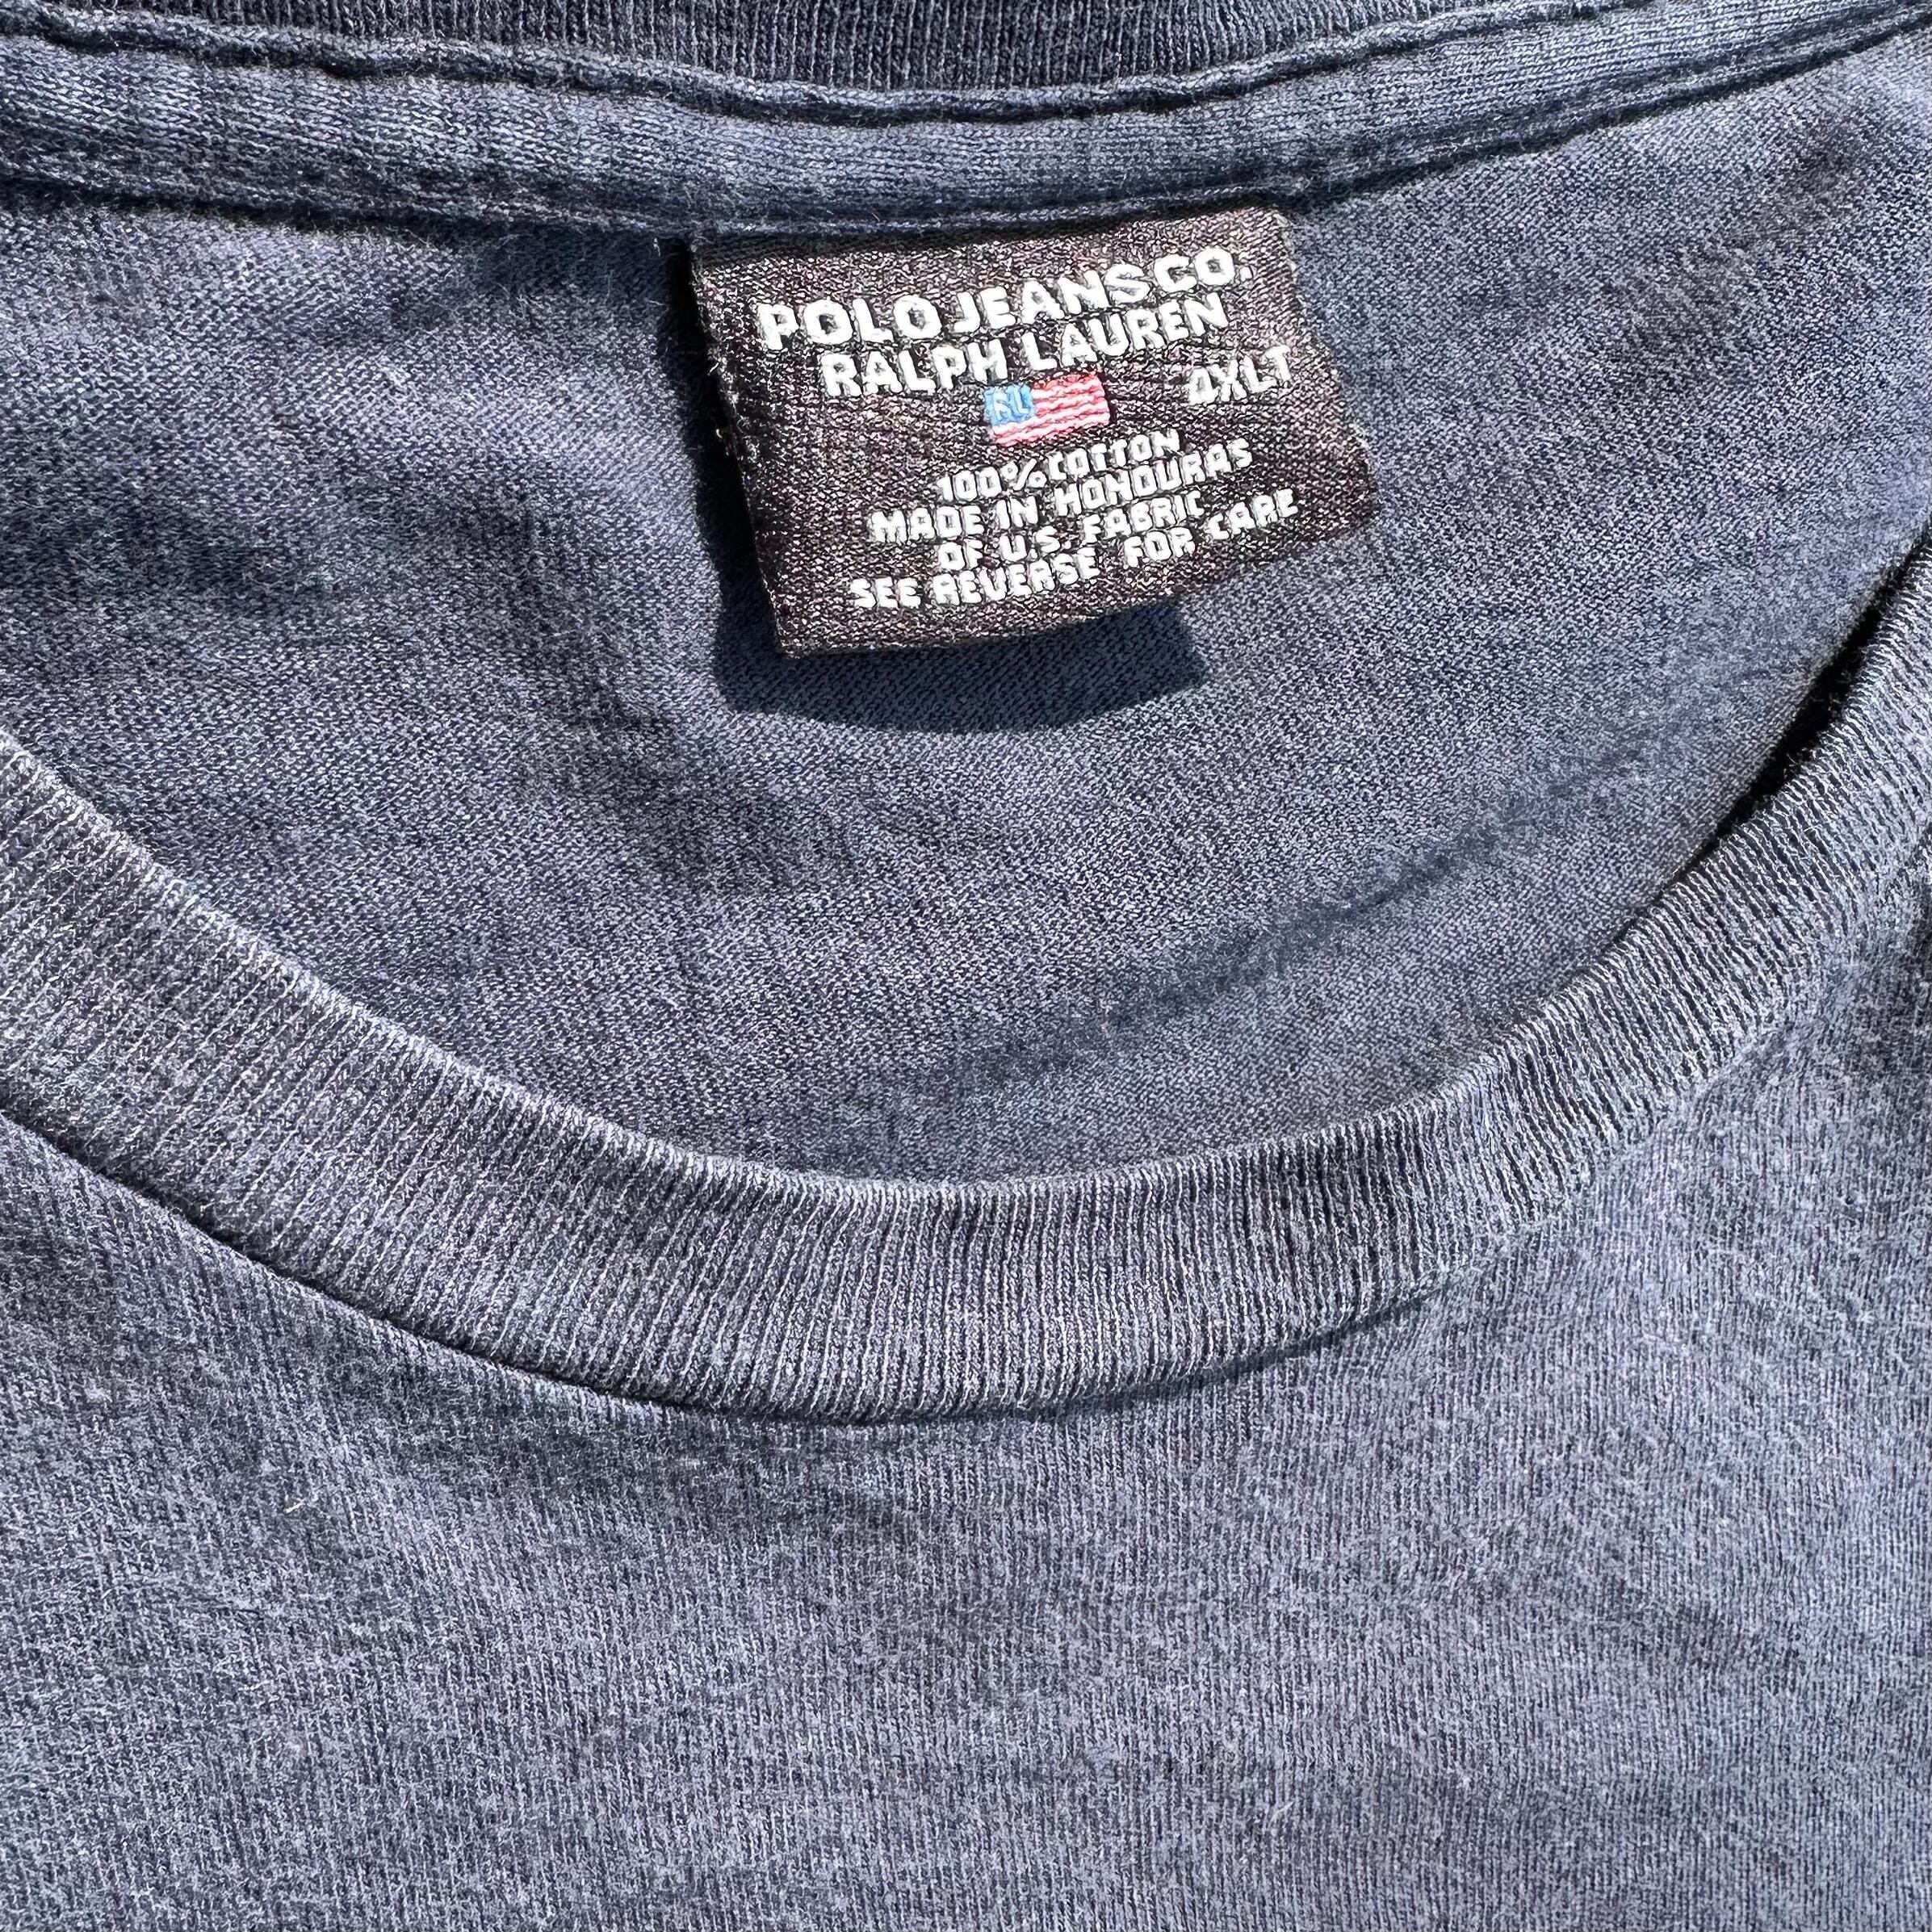 POLO JEANS CO.
RALPH LAUREN
RL
4XLT
100% COTTON
MADE IN HONDURAS
OF U.S. FABRIC
SEE REVERSE FOR CARE